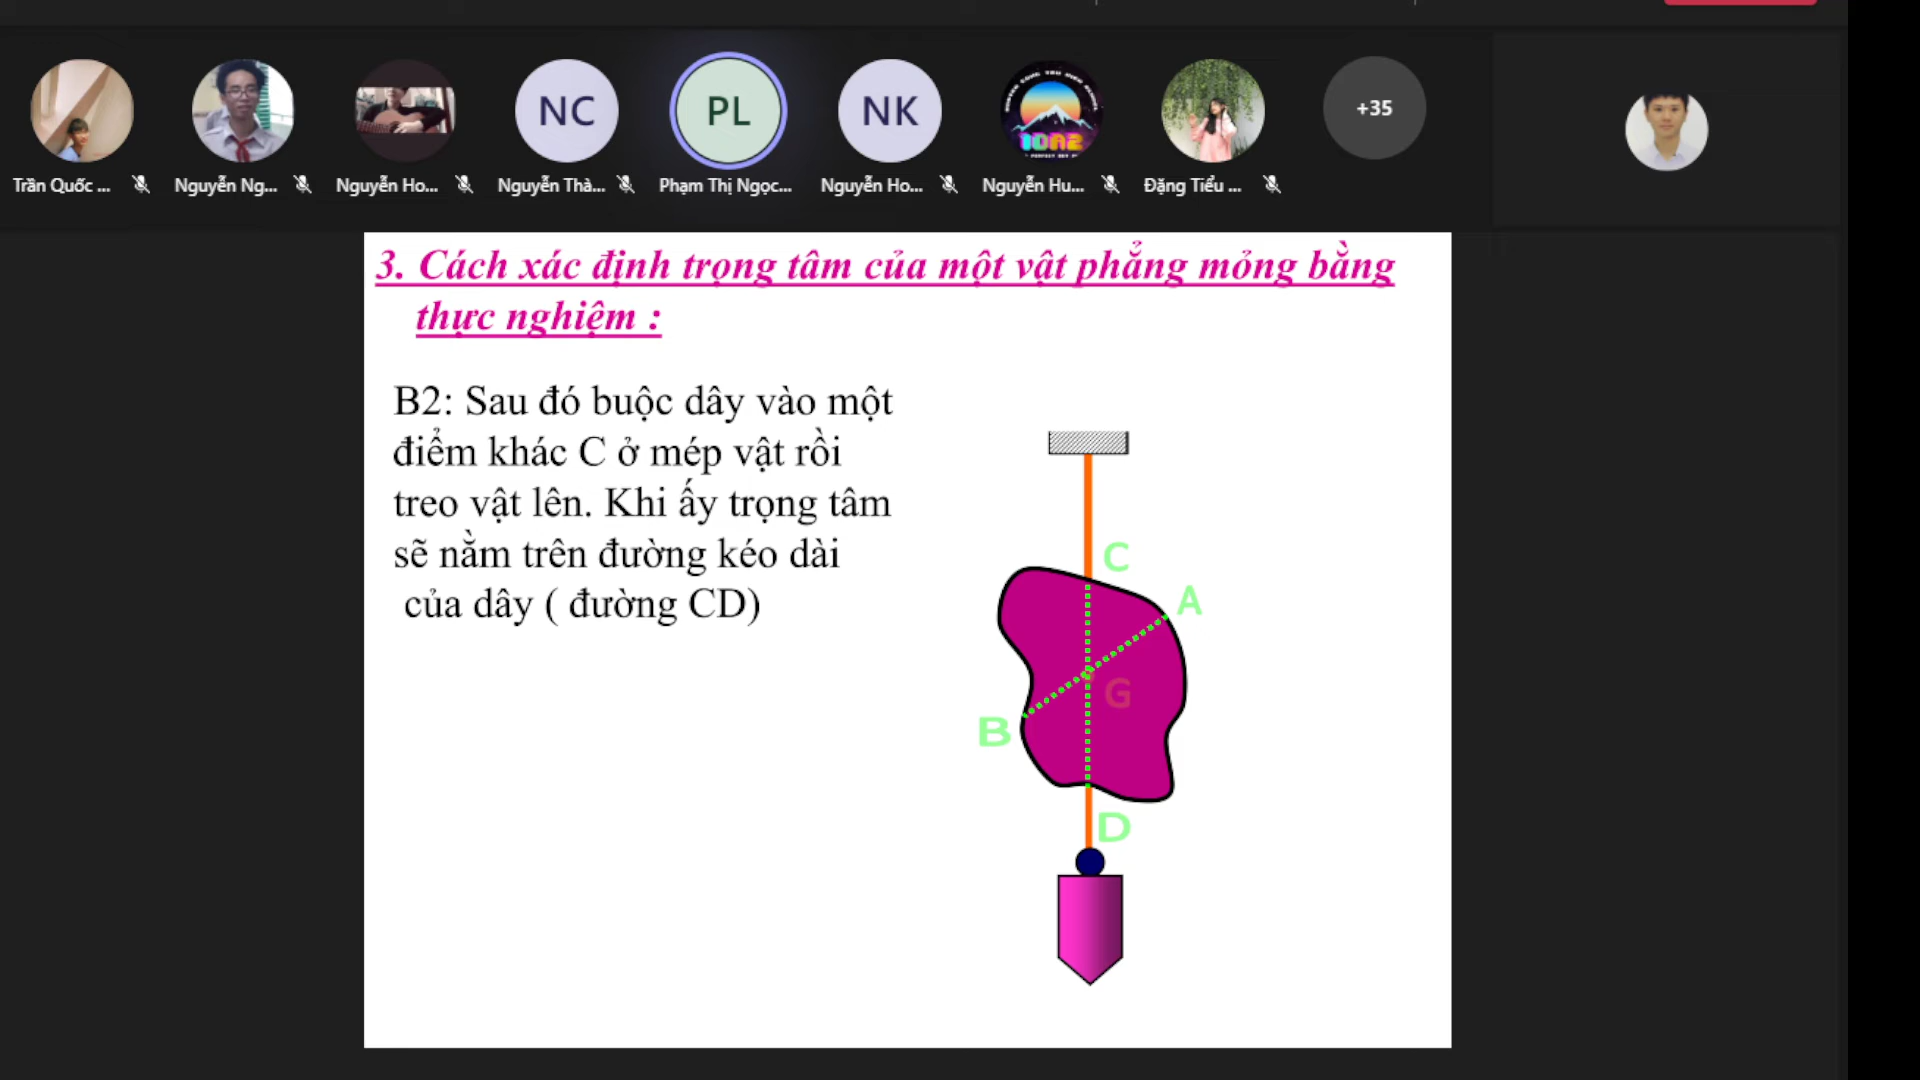 NC
PL
NK
10A2
+35
Trần Quốc ...
Nguyễn Ng...
Nguyễn Ho...
Nguyễn Thà...
Phạm Thị Ngọc...
Nguyễn Ho...
Nguyễn Hu...
Đặng Tiểu ...
3. Cách xác định trọng tâm của một vật phẳng mỏng bằng
thực nghiệm :
B2: Sau đó buộc dây vào một
điểm khác C ở mép vật rồi
treo vật lên. Khi ấy trọng tâm
sẽ nằm trên đường kéo dài
của dây ( đường CD)
C
A
G
B
D